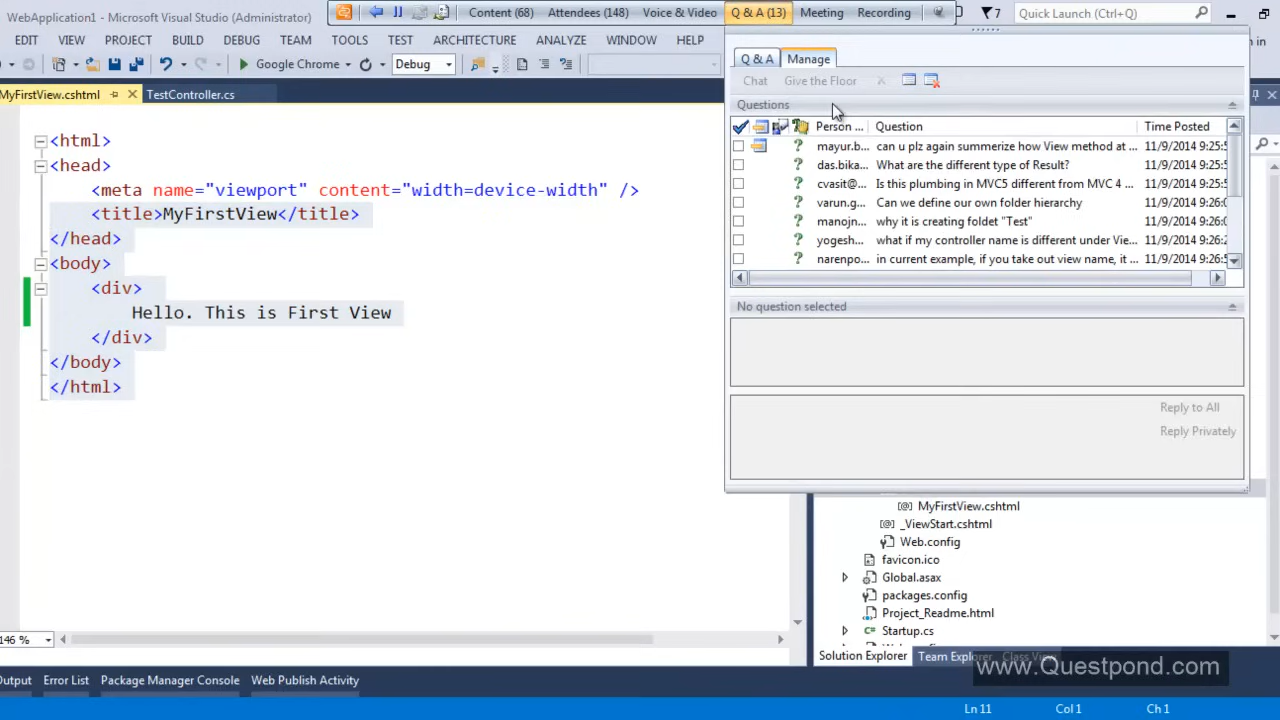 WebApplication1 - Microsoft Visual Studio (Administrator)
Content (68) Attendees (148) Voice & Video Q & A (13) Meeting Recording
7 Quick Launch (Ctrl+Q)
EDIT VIEW PROJECT BUILD DEBUG TEAM TOOLS TEST ARCHITECTURE ANALYZE WINDOW HELP
n in
Google Chrome Debug
MyFirstView.cshtml TestController.cs
<html>
<head>
<meta name="viewport" content="width=device-width" />
<title>MyFirstView</title>
</head>
<body>
<div>
Hello. This is First View
</div>
</body>
</html>
Q & A Manage
Chat Give the Floor
Questions
Person ... Question Time Posted
mayur.b... can u plz again summerize how View method at ... 11/9/2014 9:25:5
das.bika... What are the different type of Result? 11/9/2014 9:25:5
cvasit@... Is this plumbing in MVC5 different from MVC 4 ... 11/9/2014 9:25:5
varun.g... Can we define our own folder hierarchy 11/9/2014 9:26:0
manojn... why it is creating foldet "Test" 11/9/2014 9:26:0
yogesh... what if my controller name is different under Vie... 11/9/2014 9:26:2
narenpo... in current example, if you take out view name, it ... 11/9/2014 9:26:5
No question selected
Reply to All
Reply Privately
MyFirstView.cshtml
_ViewStart.cshtml
Web.config
favicon.ico
Global.asax
packages.config
Project_Readme.html
Startup.cs
146 %
Solution Explorer Team Explorer Class View
www.Questpond.com
Output Error List Package Manager Console Web Publish Activity
Ln 11 Col 1 Ch 1